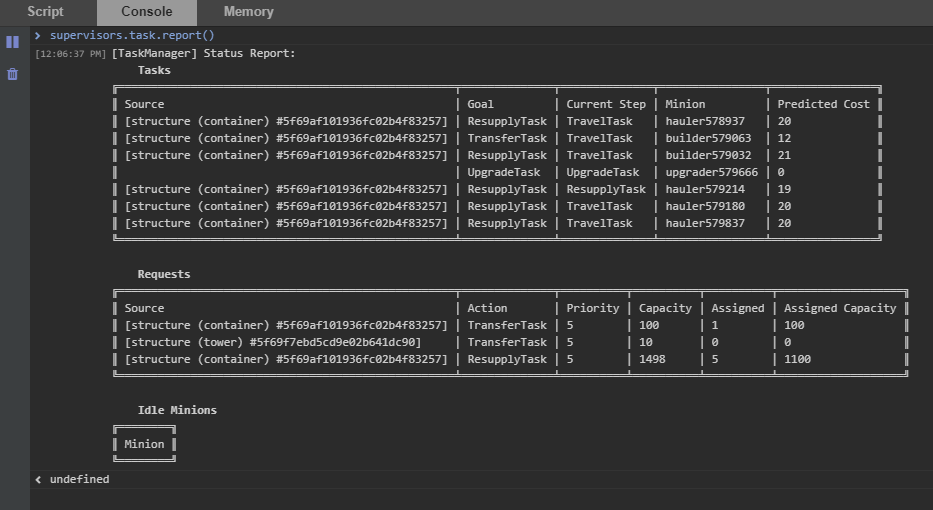 Script Console Memory
> supervisors.task.report()
[12:06:37 PM] [TaskManager] Status Report:
Tasks
Source | Goal | Current Step | Minion | Predicted Cost
[structure (container) #5f69af101936fc02b4f83257] | ResupplyTask | TravelTask | hauler578937 | 20
[structure (container) #5f69af101936fc02b4f83257] | TransferTask | TravelTask | builder579063 | 12
[structure (container) #5f69af101936fc02b4f83257] | ResupplyTask | TravelTask | builder579032 | 21
| UpgradeTask | UpgradeTask | upgrader579666 | 0
[structure (container) #5f69af101936fc02b4f83257] | ResupplyTask | ResupplyTask | hauler579214 | 19
[structure (container) #5f69af101936fc02b4f83257] | ResupplyTask | TravelTask | hauler579180 | 20
[structure (container) #5f69af101936fc02b4f83257] | ResupplyTask | TravelTask | hauler579837 | 20
Requests
Source | Action | Priority | Capacity | Assigned | Assigned Capacity
[structure (container) #5f69af101936fc02b4f83257] | TransferTask | 5 | 100 | 1 | 100
[structure (tower) #5f69f7ebd5cd9e02b641dc90] | TransferTask | 5 | 10 | 0 | 0
[structure (container) #5f69af101936fc02b4f83257] | ResupplyTask | 5 | 1498 | 5 | 1100
Idle Minions
Minion
< undefined